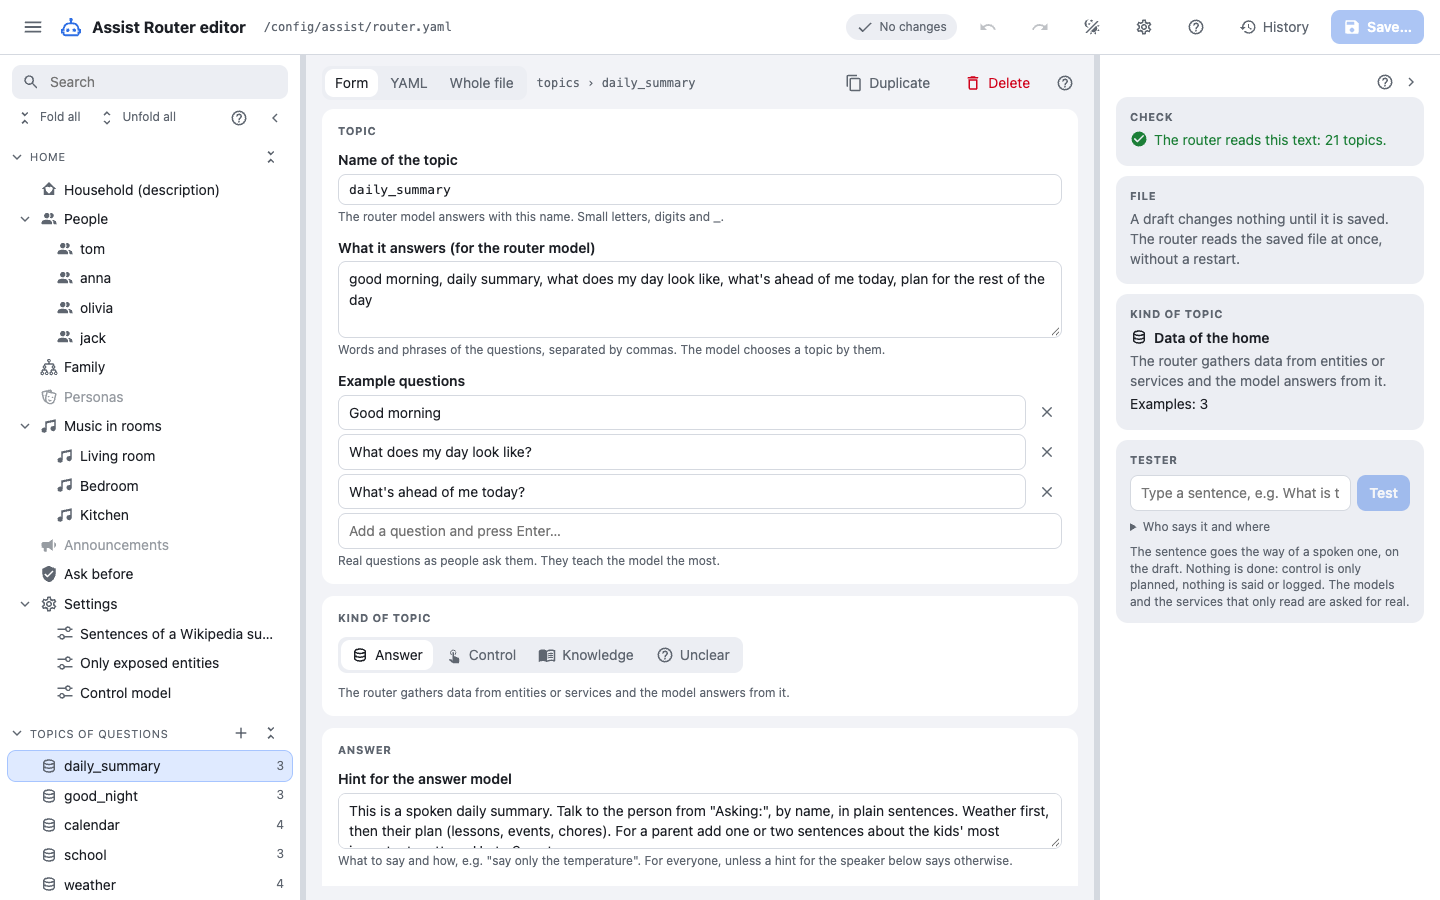 Assist Router editor
/config/assist/router.yaml
No changes
History
Save...
Search
Fold all
Unfold all
HOME
Household (description)
People
tom
anna
olivia
jack
Family
Personas
Music in rooms
Living room
Bedroom
Kitchen
Announcements
Ask before
Settings
Sentences of a Wikipedia su...
Only exposed entities
Control model
TOPICS OF QUESTIONS
daily_summary 3
good_night 3
calendar 4
school 3
weather 4
Form
YAML
Whole file
topics › daily_summary
Duplicate
Delete
TOPIC
Name of the topic
daily_summary
The router model answers with this name. Small letters, digits and _.
What it answers (for the router model)
good morning, daily summary, what does my day look like, what's ahead of me today, plan for the rest of the
day
Words and phrases of the questions, separated by commas. The model chooses a topic by them.
Example questions
Good morning
What does my day look like?
What's ahead of me today?
Add a question and press Enter...
Real questions as people ask them. They teach the model the most.
KIND OF TOPIC
Answer
Control
Knowledge
Unclear
The router gathers data from entities or services and the model answers from it.
ANSWER
Hint for the answer model
This is a spoken daily summary. Talk to the person from "Asking:", by name, in plain sentences. Weather first,
then their plan (lessons, events, chores). For a parent add one or two sentences about the kids' most
What to say and how, e.g. "say only the temperature". For everyone, unless a hint for the speaker below says otherwise.
CHECK
The router reads this text: 21 topics.
FILE
A draft changes nothing until it is saved.
The router reads the saved file at once,
without a restart.
KIND OF TOPIC
Data of the home
The router gathers data from entities or
services and the model answers from it.
Examples: 3
TESTER
Type a sentence, e.g. What is t
Test
Who says it and where
The sentence goes the way of a spoken one, on
the draft. Nothing is done: control is only
planned, nothing is said or logged. The models
and the services that only read are asked for real.